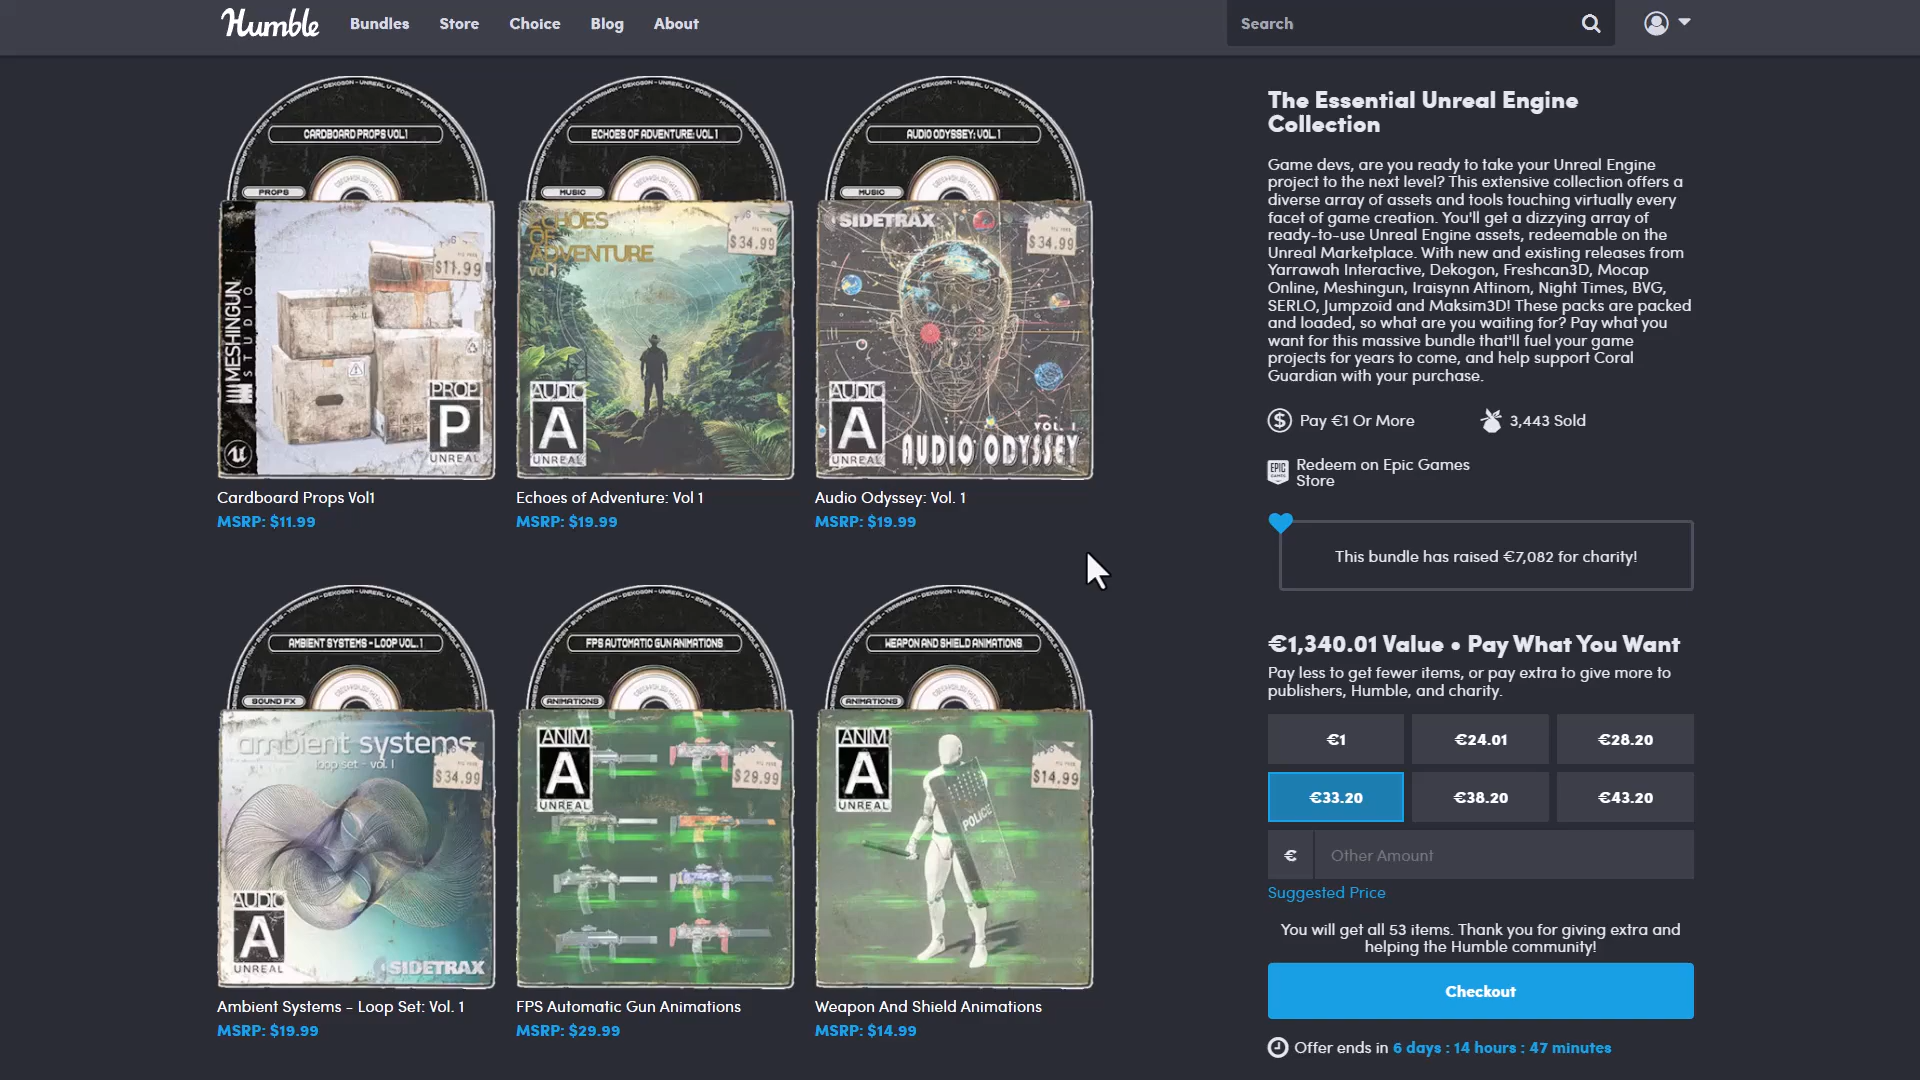 Humble
Bundles
Store
Choice
Blog
About
Search
CARDBOARD PROPS VOL1
PROPS
$11.99
MESHINGUN
STUDIO
PROP
P
UNREAL
Cardboard Props Vol1
MSRP: $11.99
ECHOES OF ADVENTURE: VOL 1
MUSIC
ECHOES
OF
ADVENTURE
$34.99
AUDIO
A
UNREAL
Echoes of Adventure: Vol 1
MSRP: $19.99
AUDIO ODYSSEY: VOL. 1
MUSIC
SIDETRAX
$34.99
AUDIO
A
UNREAL
VOL. 1
AUDIO ODYSSEY
Audio Odyssey: Vol. 1
MSRP: $19.99
AMBIENT SYSTEMS - LOOP VOL. 1
SOUND FX
ambient systems
loop set - vol. 1
$34.99
AUDIO
A
UNREAL
SIDETRAX
Ambient Systems - Loop Set: Vol. 1
MSRP: $19.99
FPS AUTOMATIC GUN ANIMATIONS
ANIMATIONS
ANIM
A
UNREAL
$29.99
FPS Automatic Gun Animations
MSRP: $29.99
WEAPON AND SHIELD ANIMATIONS
ANIMATIONS
ANIM
A
UNREAL
$14.99
POLICE
Weapon And Shield Animations
MSRP: $14.99
The Essential Unreal Engine
Collection
Game devs, are you ready to take your Unreal Engine
project to the next level? This extensive collection offers a
diverse array of assets and tools touching virtually every
facet of game creation. You'll get a dizzying array of
ready-to-use Unreal Engine assets, redeemable on the
Unreal Marketplace. With new and existing releases from
Yarrawah Interactive, Dekogon, Freshcan3D, Mocap
Online, Meshingun, Iraisynn Attinom, Night Times, BVG,
SERLO, Jumpzoid and Maksim3D! These packs are packed
and loaded, so what are you waiting for? Pay what you
want for this massive bundle that'll fuel your game
projects for years to come, and help support Coral
Guardian with your purchase.
Pay €1 Or More
3,443 Sold
EPIC
GAMES
Redeem on Epic Games
Store
This bundle has raised €7,082 for charity!
€1,340.01 Value • Pay What You Want
Pay less to get fewer items, or pay extra to give more to
publishers, Humble, and charity.
€1
€24.01
€28.20
€33.20
€38.20
€43.20
€
Other Amount
Suggested Price
You will get all 53 items. Thank you for giving extra and
helping the Humble community!
Checkout
Offer ends in 6 days : 14 hours : 47 minutes